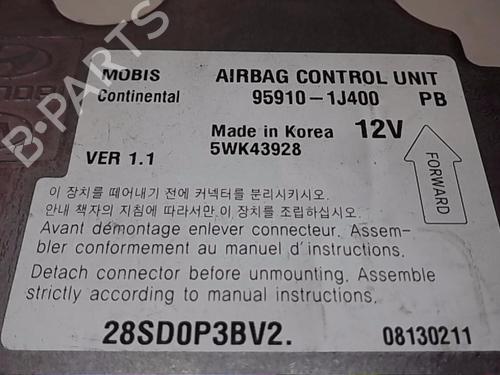 MOBIS AIRBAG CONTROL UNIT
Continental 95910-1J400 PB
Made in Korea 12V
VER 1.1 5WK43928
FORWARD
이 장치를 떼어내기 전에 커넥터를 분리시키시오.
안내 책자의 지침에 따라서만 이 장치를 조립하십시오.
Avant démontage enlever connecteur. Assem-
bler conformement au manuel d'instructions.
Detach connector before unmounting. Assemble
strictly according to manual instructions.
28SD0P3BV2. 08130211
B-PARTS